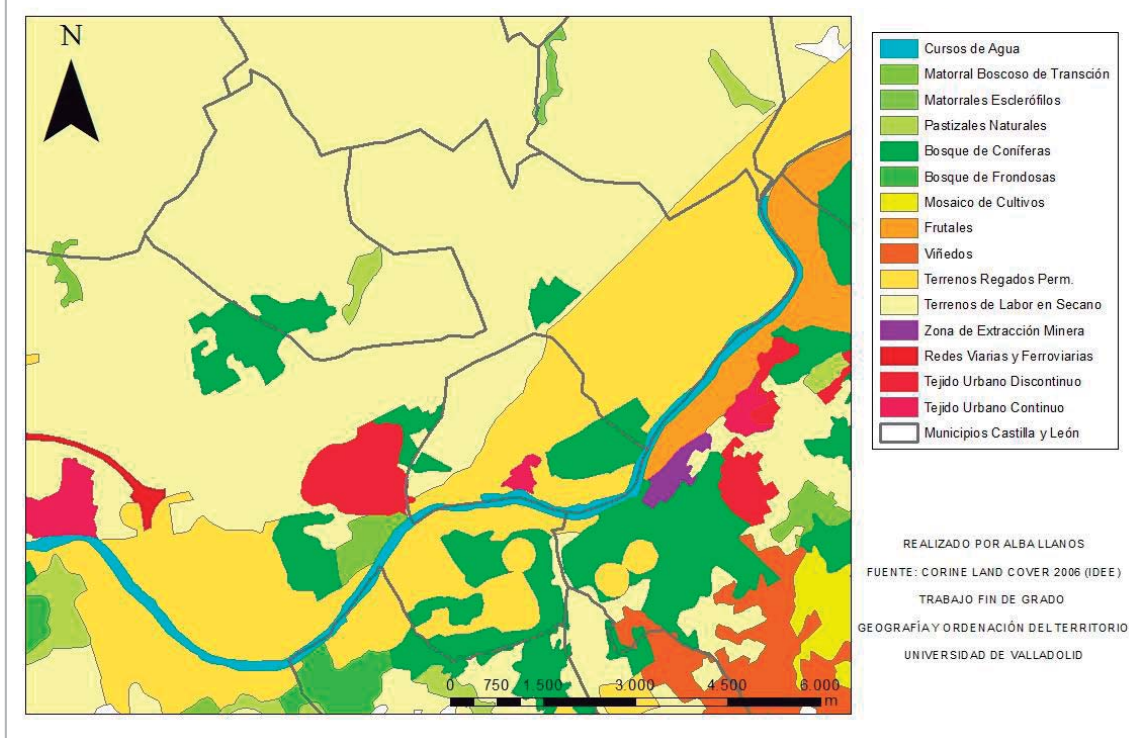 N
Cursos de Agua
Matorral Boscoso de Transción
Matorrales Esclerófilos
Pastizales Naturales
Bosque de Coníferas
Bosque de Frondosas
Mosaico de Cultivos
Frutales
Viñedos
Terrenos Regados Perm.
Terrenos de Labor en Secano
Zona de Extracción Minera
Redes Viarias y Ferroviarias
Tejido Urbano Discontinuo
Tejido Urbano Continuo
Municipios Castilla y León
REALIZADO POR ALBA LLANOS
FUENTE: CORINE LAND COVER 2006 (IDEE)
TRABAJO FIN DE GRADO
GEOGRAFÍA Y ORDENACIÓN DEL TERRITORIO
UNIVERSIDAD DE VALLADOLID
0 750 1.500 3.000 4.500 6.000
m